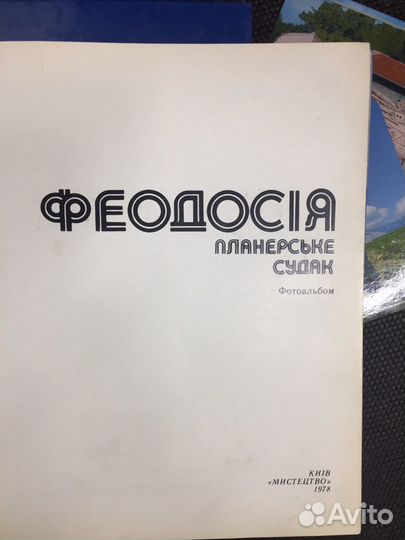 ФЕОДОСІЯ
ПЛАНЕРСЬКЕ
СУДАК
Фотоальбом
КИЇВ
«МИСТЕЦТВО»
1978
Avito